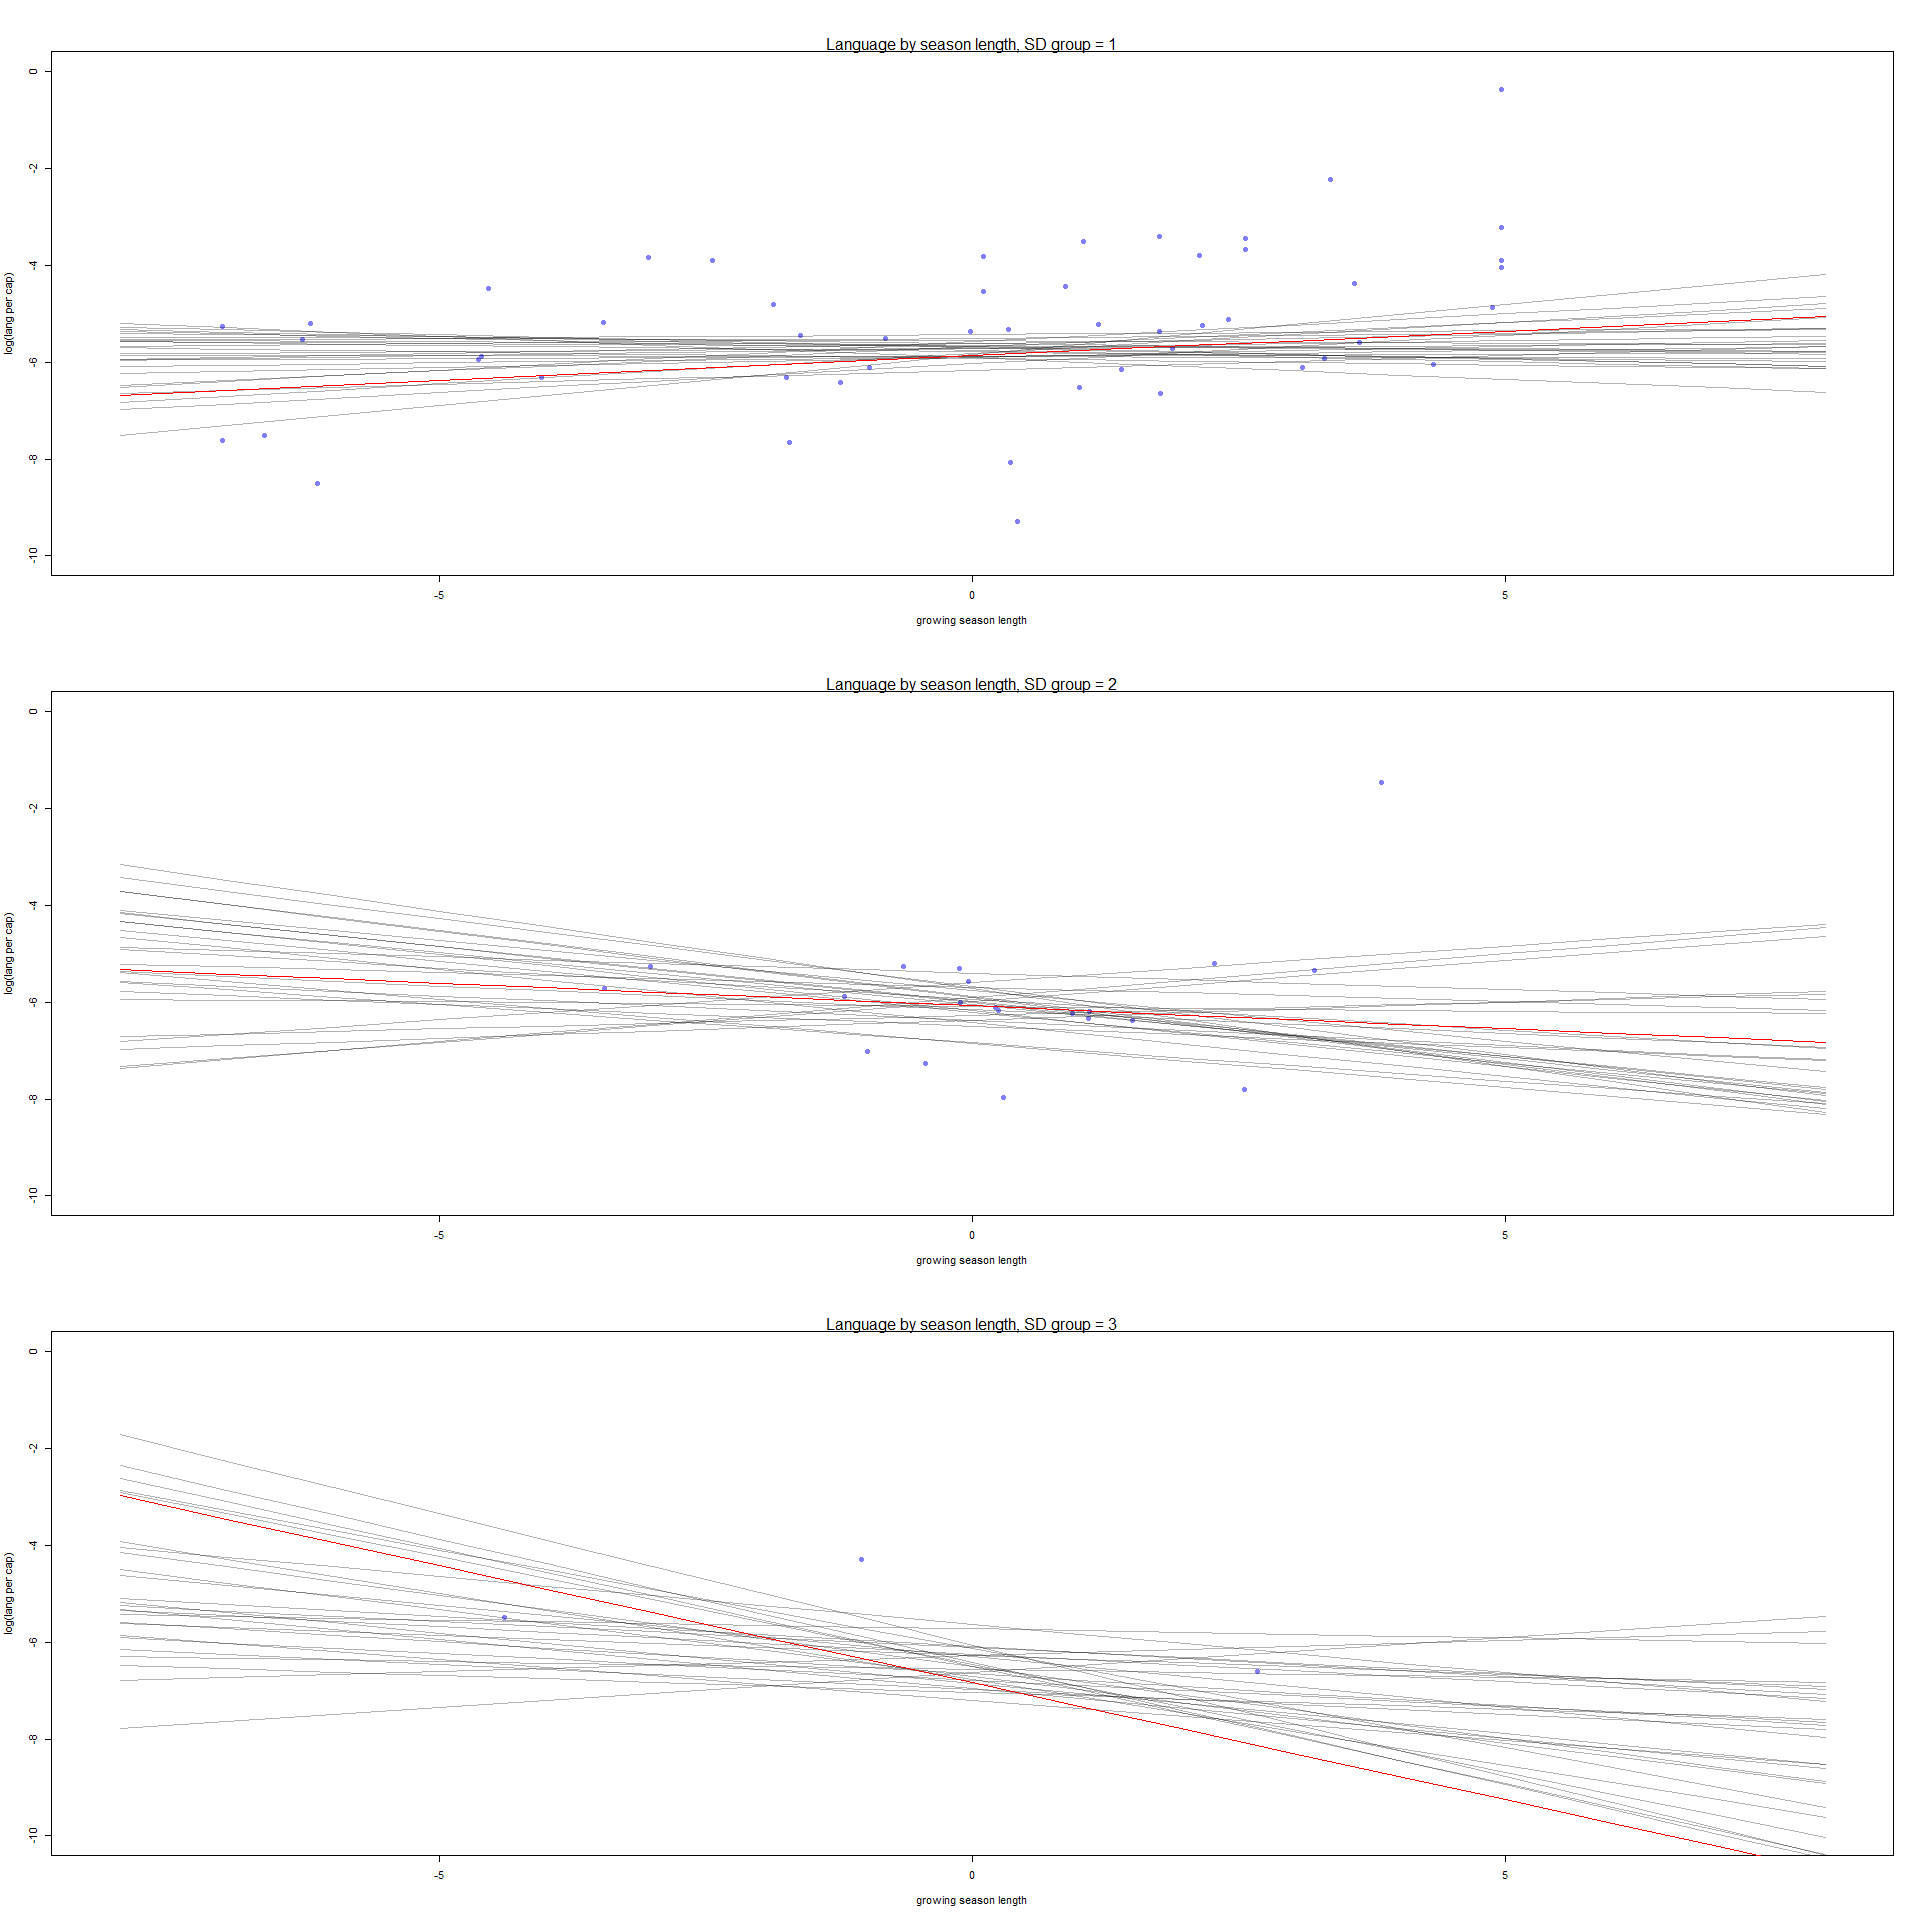 Language by season length, SD group = 1
0
-2
-4
-6
-8
-10
log(lang per cap)
-5 0 5
growing season length
Language by season length, SD group = 2
0
-2
-4
-6
-8
-10
log(lang per cap)
-5 0 5
growing season length
Language by season length, SD group = 3
0
-2
-4
-6
-8
-10
log(lang per cap)
-5 0 5
growing season length